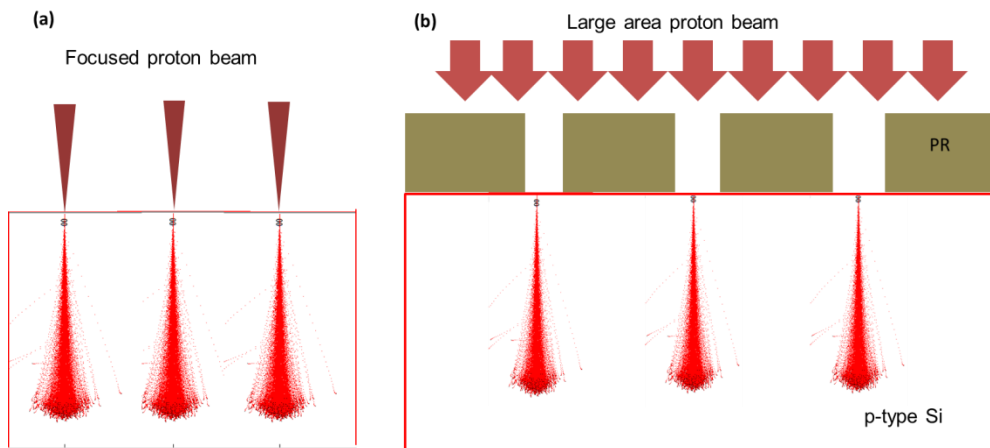 (a)
Focused proton beam
(b)
Large area proton beam
PR
p-type Si